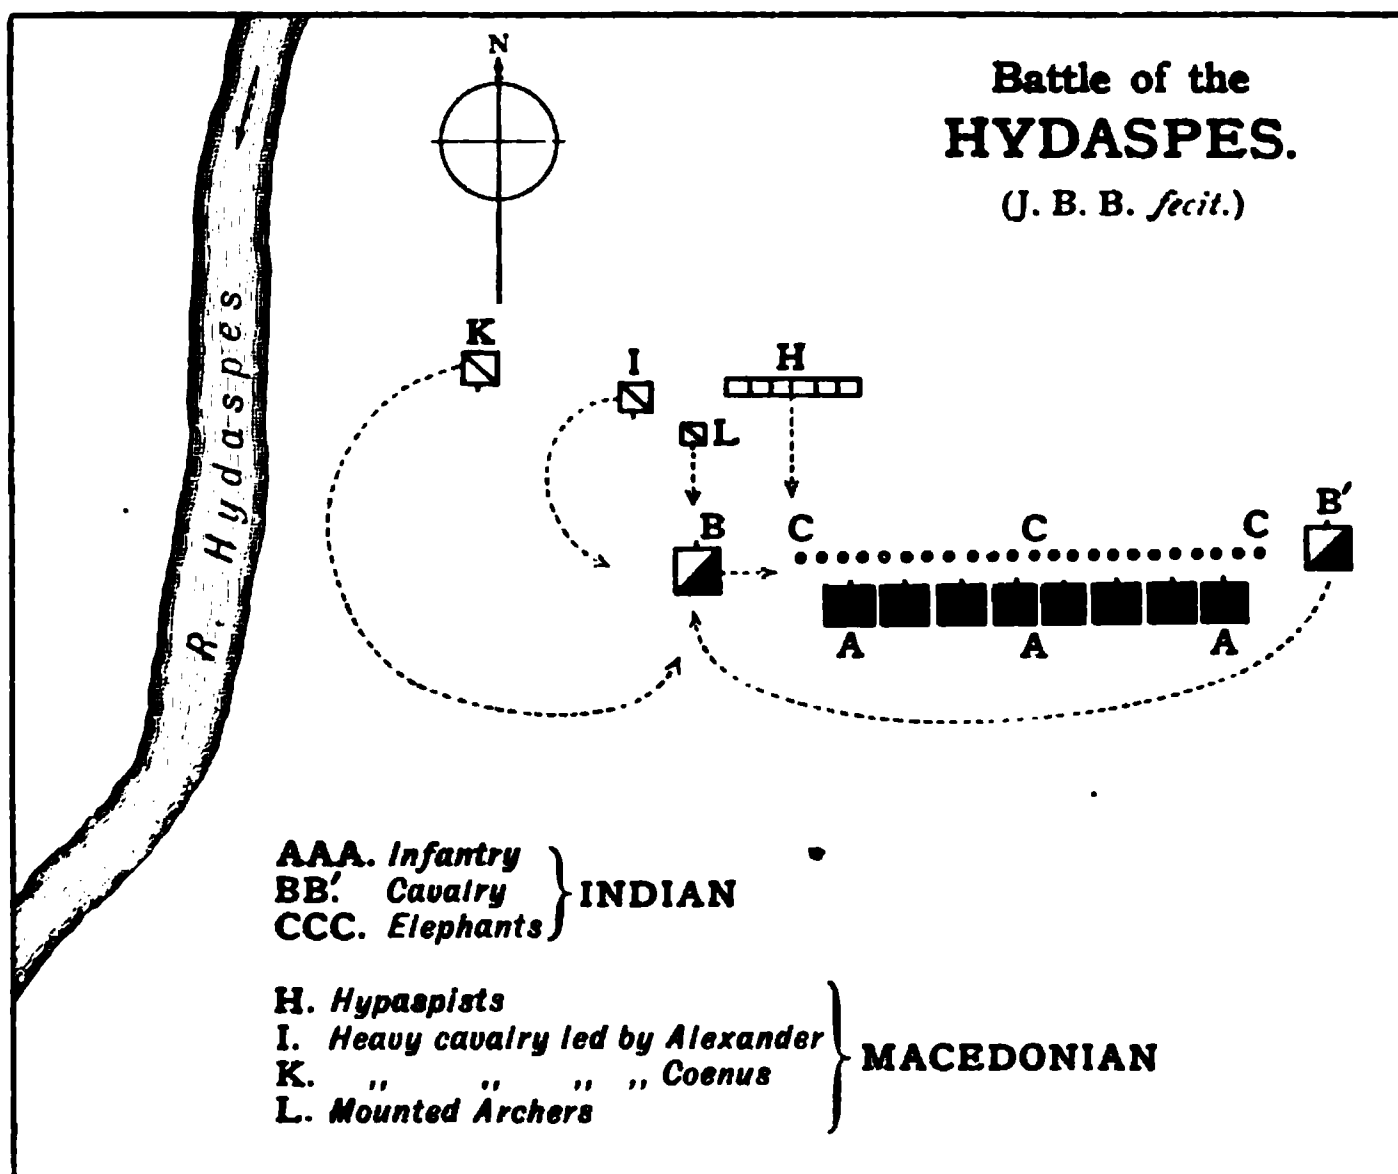 N
Battle of the
HYDASPES.
(J. B. B. fecit.)
R. Hydaspes
K
I
H
L
B
C
C
C
B′
A
A
A
AAA. Infantry
BB′. Cavalry
CCC. Elephants
INDIAN
H. Hypaspists
I. Heavy cavalry led by Alexander
K. ,, ,, ,, ,, Coenus
L. Mounted Archers
MACEDONIAN